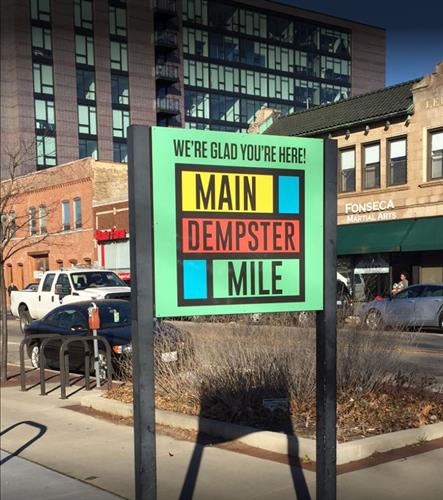 WE'RE GLAD YOU'RE HERE!
MAIN
DEMPSTER
MILE
FONSECA
MARTIAL ARTS